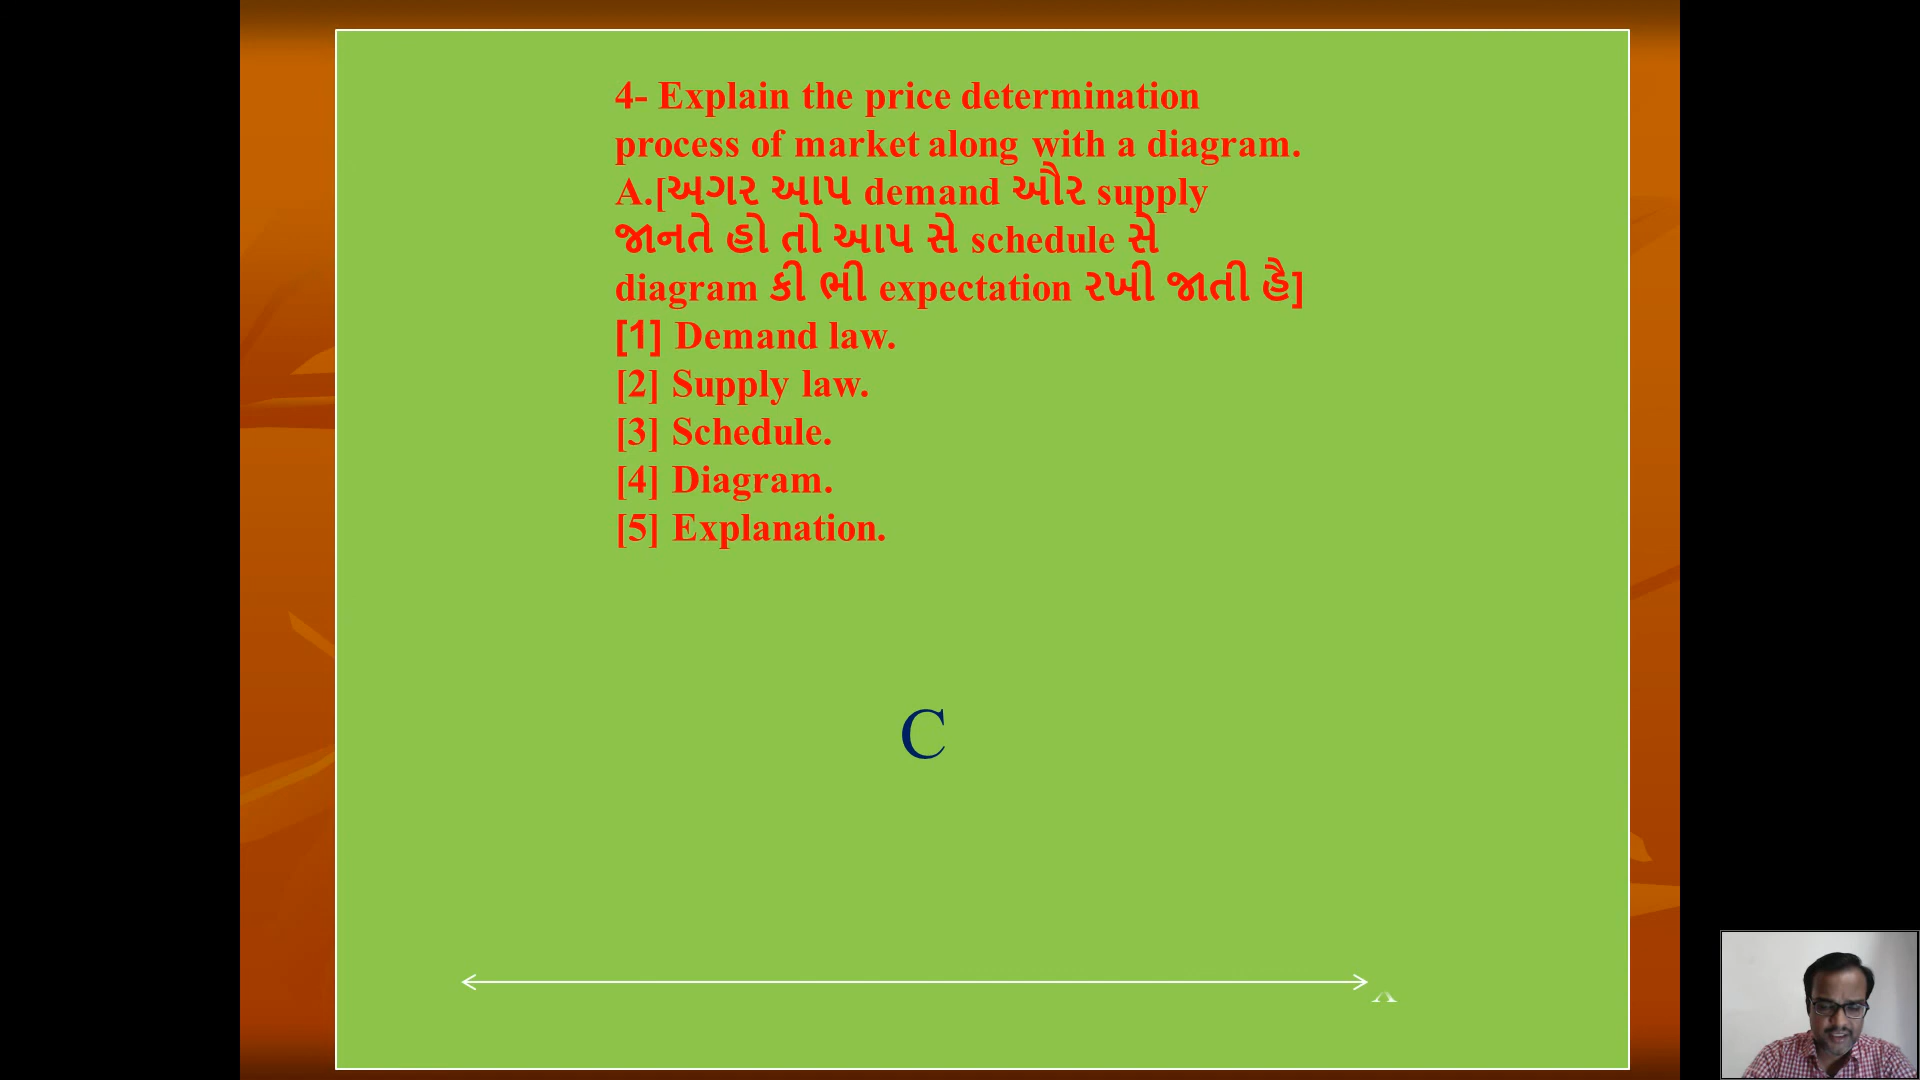 4- Explain the price determination
process of market along with a diagram.
A.[અગર આપ demand ઔર supply
જાનતે હો તો આપ સે schedule સે
diagram કી ભી expectation રખી જાતી હૈ]
[1] Demand law.
[2] Supply law.
[3] Schedule.
[4] Diagram.
[5] Explanation.
C